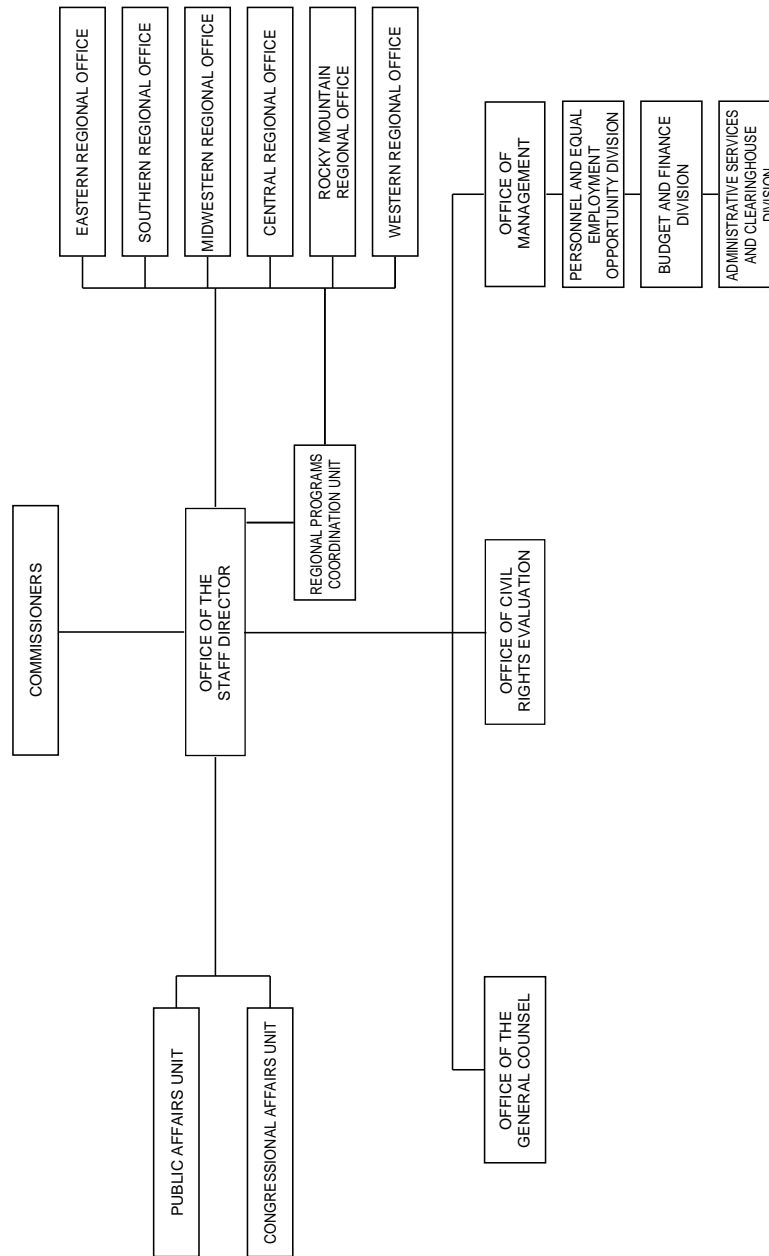 COMMISSIONERS
PUBLIC AFFAIRS UNIT
CONGRESSIONAL AFFAIRS UNIT
OFFICE OF THE
STAFF DIRECTOR
REGIONAL PROGRAMS
COORDINATION UNIT
EASTERN REGIONAL OFFICE
SOUTHERN REGIONAL OFFICE
MIDWESTERN REGIONAL OFFICE
CENTRAL REGIONAL OFFICE
ROCKY MOUNTAIN
REGIONAL OFFICE
WESTERN REGIONAL OFFICE
OFFICE OF THE
GENERAL COUNSEL
OFFICE OF CIVIL
RIGHTS EVALUATION
OFFICE OF
MANAGEMENT
PERSONNEL AND EQUAL
EMPLOYMENT
OPPORTUNITY DIVISION
BUDGET AND FINANCE
DIVISION
ADMINISTRATIVE SERVICES
AND CLEARINGHOUSE
DIVISION